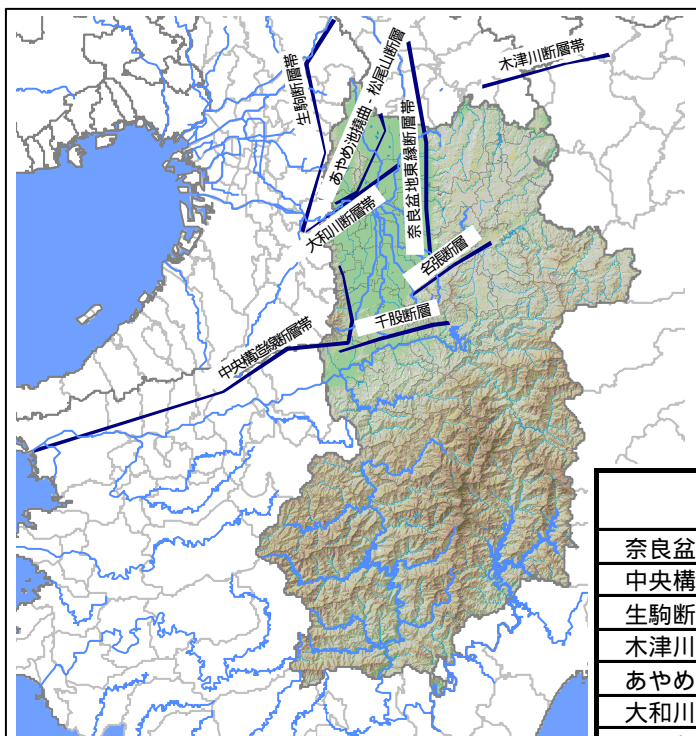 生駒断層帯
あやめ池撓曲-松尾山断層
奈良盆地東縁断層帯
木津川断層帯
大和川断層帯
名張断層
千股断層
中央構造線断層帯
奈良盆
中央構
生駒断
木津川
あやめ
大和川